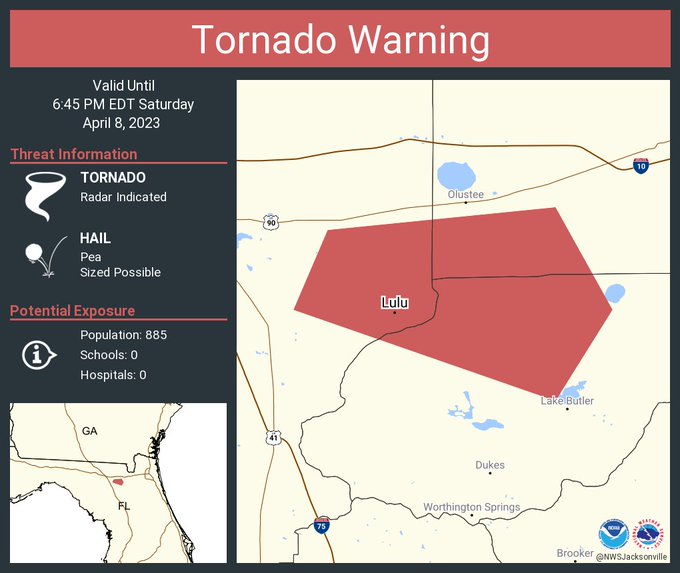 Tornado Warning
Valid Until
6:45 PM EDT Saturday
April 8, 2023
Threat Information
TORNADO
Radar Indicated
HAIL
Pea
Sized Possible
Potential Exposure
Population: 885
Schools: 0
Hospitals: 0
GA
FL
10
Olustee
90
Lulu
Lake Butler
41
Dukes
Worthington Springs
75
Brooker
NOAA
@NWSJacksonville